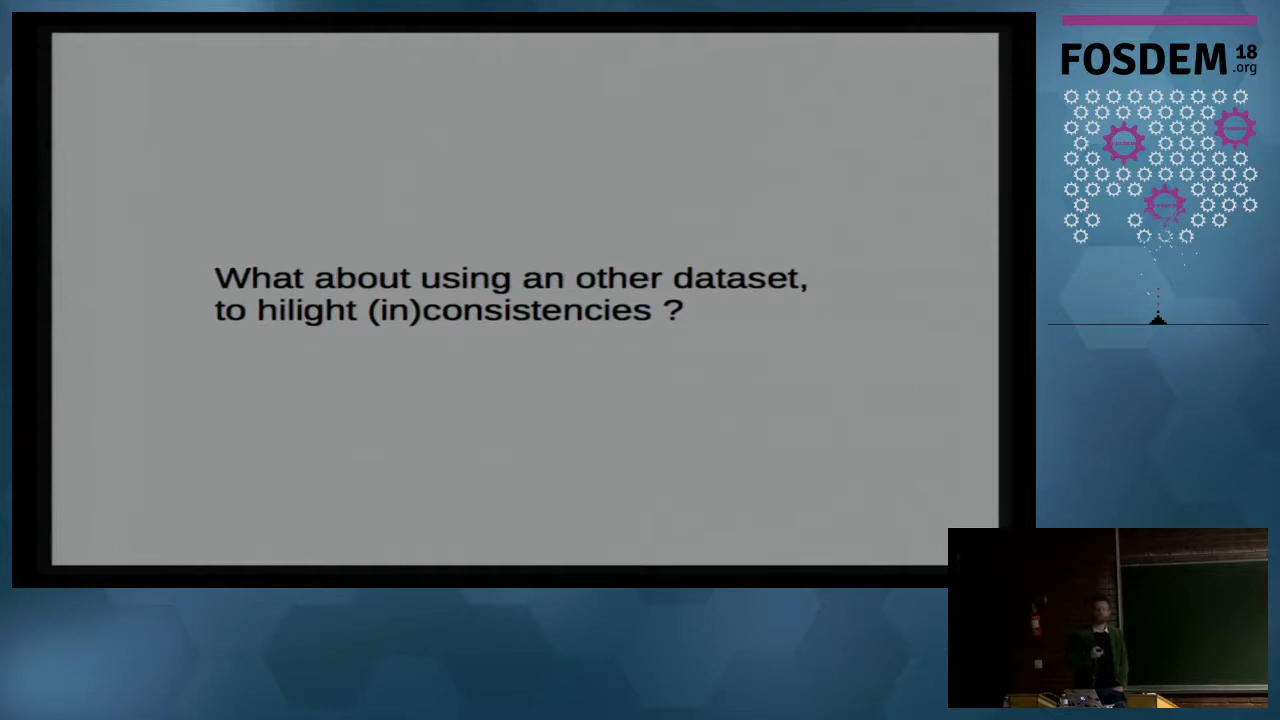 What about using an other dataset,
to hilight (in)consistencies ?
FOSDEM 18
.org